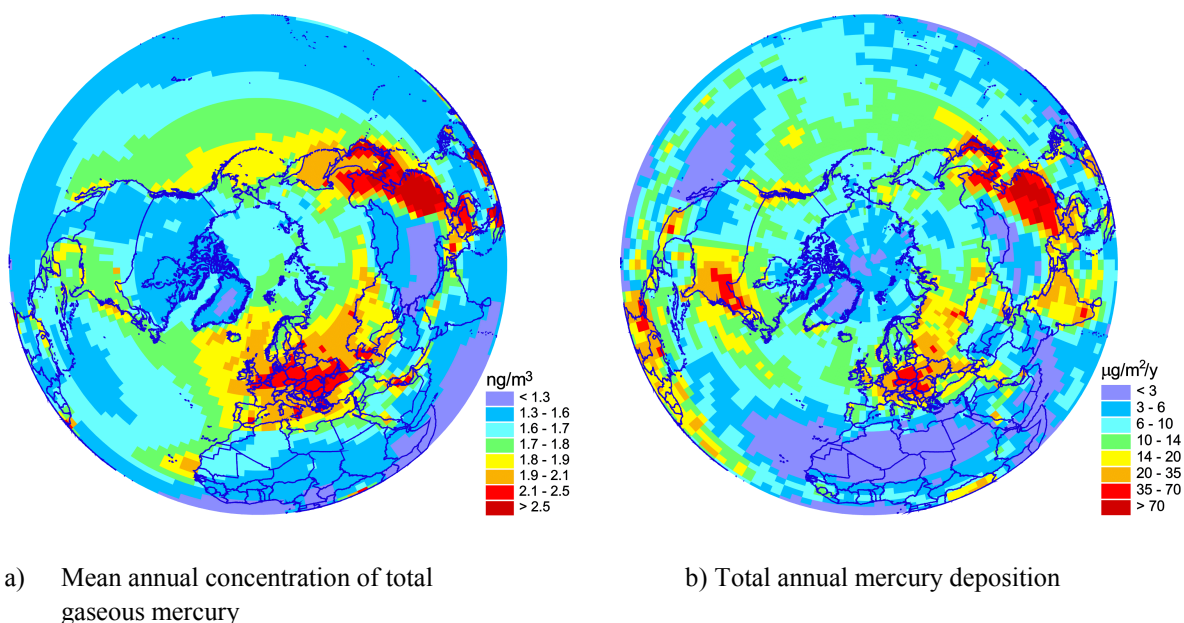 ng/m³
< 1.3
1.3 - 1.6
1.6 - 1.7
1.7 - 1.8
1.8 - 1.9
1.9 - 2.1
2.1 - 2.5
> 2.5
µg/m²/y
< 3
3 - 6
6 - 10
10 - 14
14 - 20
20 - 35
35 - 70
> 70
a) Mean annual concentration of total
gaseous mercury
b) Total annual mercury deposition